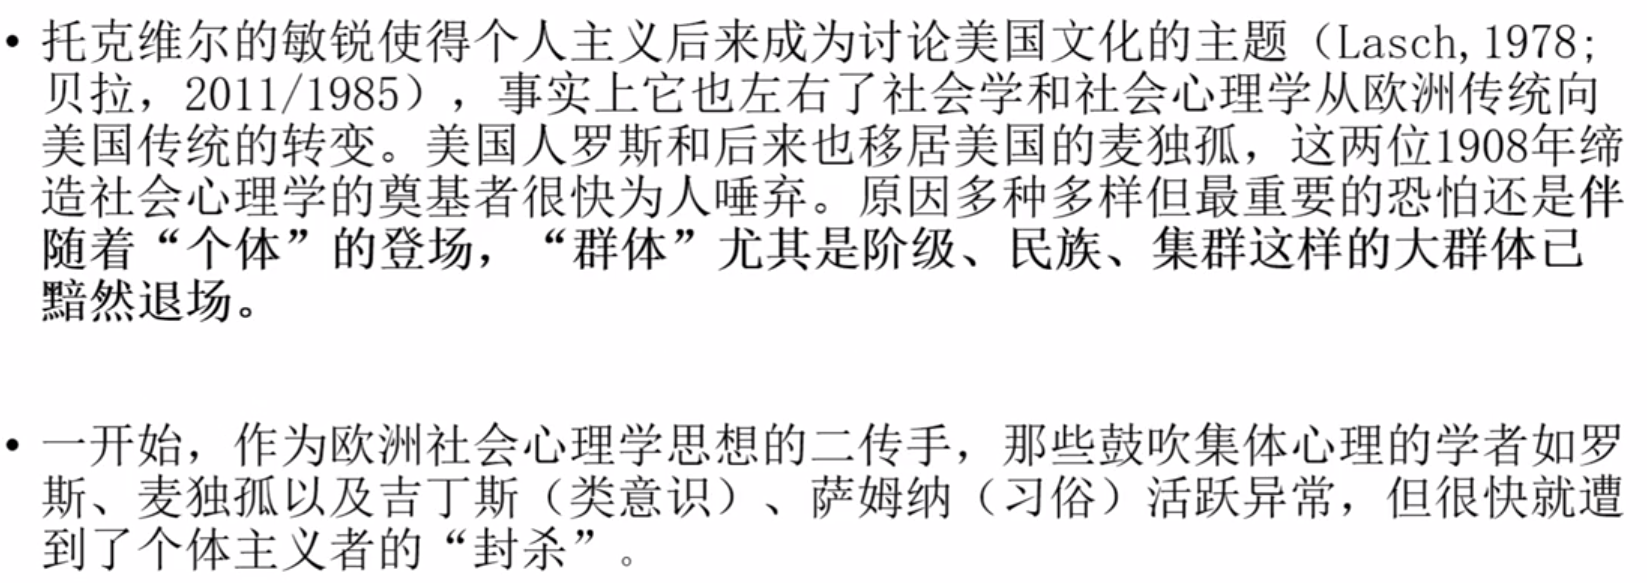 • 托克维尔的敏锐使得个人主义后来成为讨论美国文化的主题（Lasch,1978;
贝拉，2011/1985），事实上它也左右了社会学和社会心理学从欧洲传统向
美国传统的转变。美国人罗斯和后来也移居美国的麦独孤，这两位1908年缔
造社会心理学的奠基者很快为人唾弃。原因多种多样但最重要的恐怕还是伴
随着“个体”的登场，“群体”尤其是阶级、民族、集群这样的大群体已
黯然退场。
• 一开始，作为欧洲社会心理学思想的二传手，那些鼓吹集体心理的学者如罗
斯、麦独孤以及吉丁斯（类意识）、萨姆纳（习俗）活跃异常，但很快就遭
到了个体主义者的“封杀”。